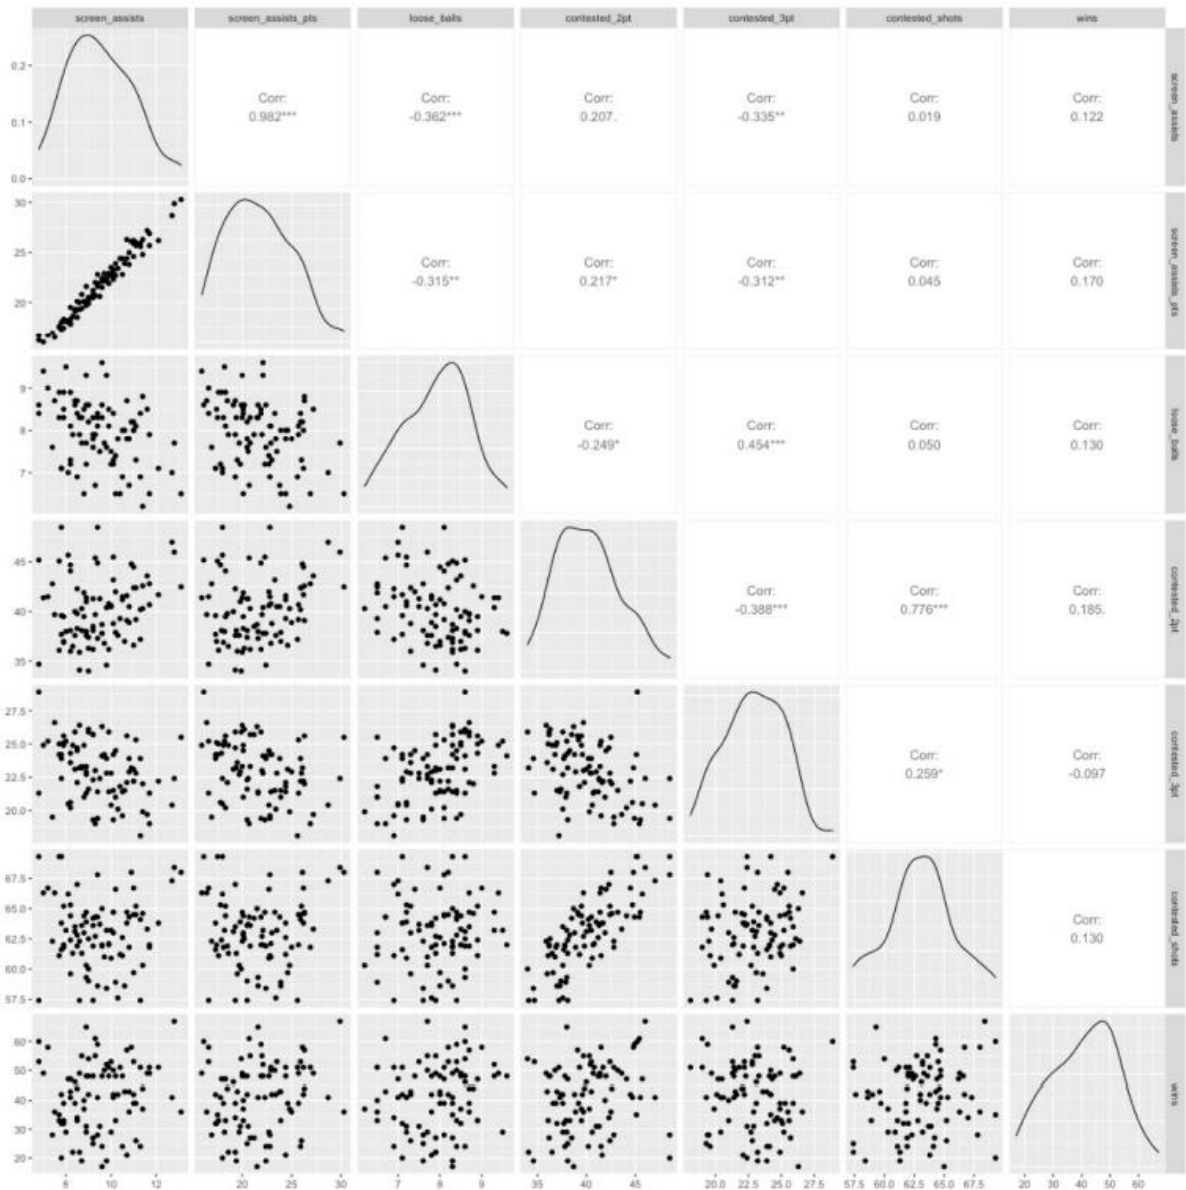 screen_assists screen_assists_pts loose_balls contested_2pt contested_3pt contested_shots wins
0.2
0.1
0.0
Corr: Corr: Corr: Corr: Corr: Corr:
0.982*** -0.362*** 0.207. -0.335** 0.019 0.122
screen_assists
30
25
20
Corr: Corr: Corr: Corr: Corr:
-0.315** 0.217* -0.312** 0.045 0.170
screen_assists_pts
9
8
7
Corr: Corr: Corr: Corr:
-0.249* 0.454*** 0.050 0.130
loose_balls
45
40
35
Corr: Corr: Corr:
-0.388*** 0.776*** 0.185.
contested_2pt
27.5
25.0
22.5
20.0
Corr: Corr:
0.259* -0.097
contested_3pt
67.5
65.0
62.5
60.0
57.5
Corr:
0.130
contested_shots
60
50
40
30
20
wins
8 10 12 20 25 30 7 8 9 35 40 45 20.0 22.5 25.0 27.5 57.5 60.0 62.5 65.0 67.5 20 30 40 50 60